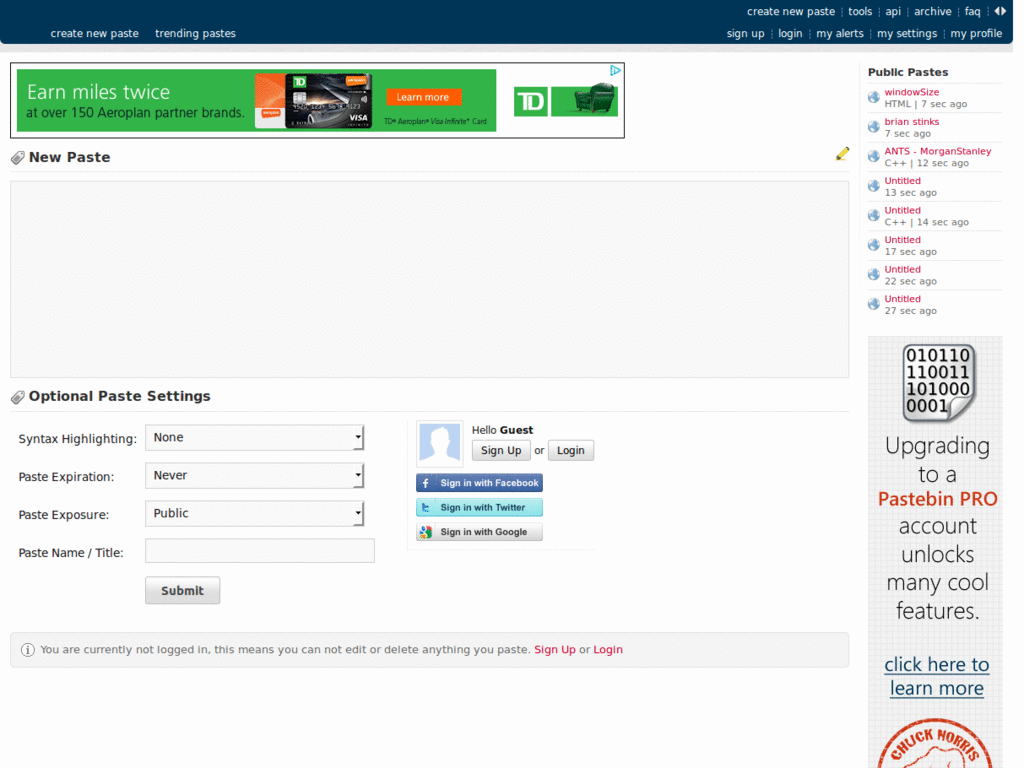 create new paste tools api archive faq
create new paste trending pastes
sign up login my alerts my settings my profile
Earn miles twice
at over 150 Aeroplan partner brands.
TD
VISA
Learn more
TD® Aeroplan® Visa Infinite* Card
TD
New Paste
Optional Paste Settings
Syntax Highlighting: None
Paste Expiration: Never
Paste Exposure: Public
Paste Name / Title:
Submit
Hello Guest
Sign Up or Login
Sign in with Facebook
Sign in with Twitter
Sign in with Google
You are currently not logged in, this means you can not edit or delete anything you paste. Sign Up or Login
Public Pastes
windowSize
HTML | 7 sec ago
brian stinks
7 sec ago
ANTS - MorganStanley
C++ | 12 sec ago
Untitled
13 sec ago
Untitled
C++ | 14 sec ago
Untitled
17 sec ago
Untitled
22 sec ago
Untitled
27 sec ago
010110
110011
101000
0001
Upgrading
to a
Pastebin PRO
account
unlocks
many cool
features.
click here to
learn more
CHUCK NORRIS